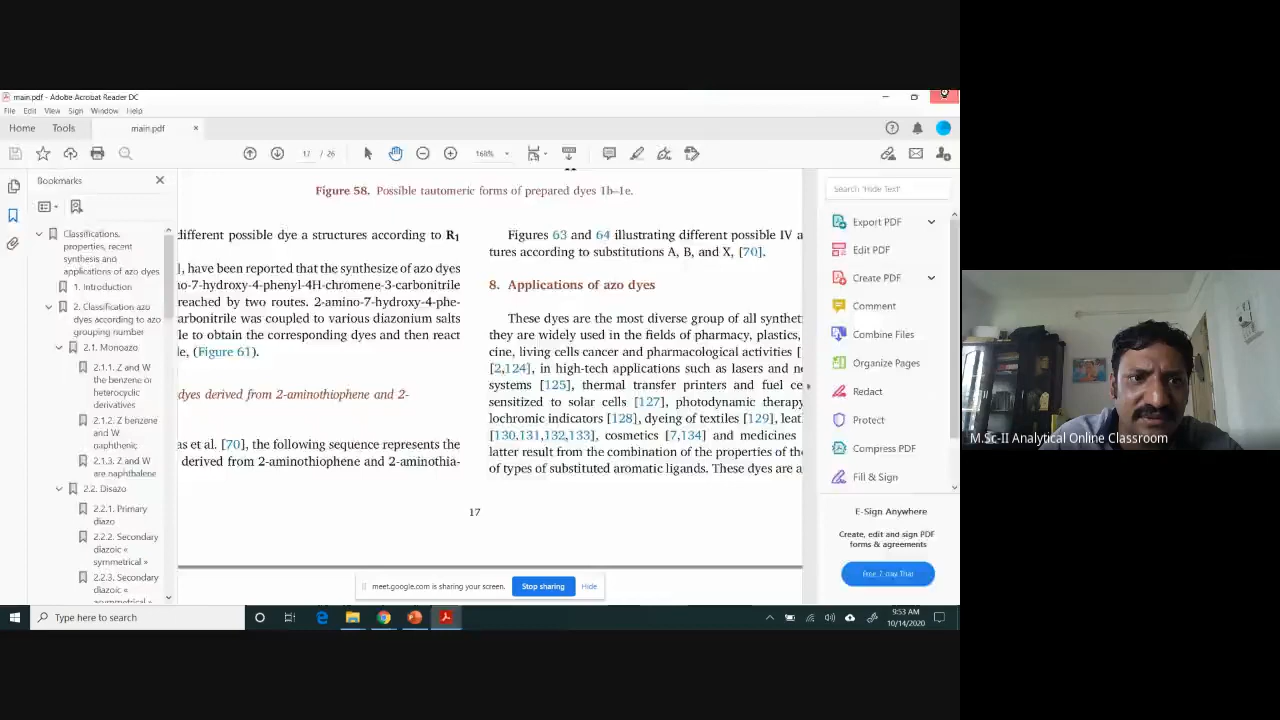 main.pdf - Adobe Acrobat Reader DC
File Edit View Sign Window Help
Home Tools main.pdf ×
17 / 26 168%
Bookmarks
Classifications, properties, recent synthesis and applications of azo dyes
1. Introduction
2. Classification azo dyes according to azo grouping number
2.1. Monoazo
2.1.1. Z and W the benzene or heterocyclic derivatives
2.1.2. Z benzene and W naphthenic
2.1.3. Z and W are naphthalene
2.2. Disazo
2.2.1. Primary diazo
2.2.2. Secondary diazoic « symmetrical »
2.2.3. Secondary diazoic « asymmetrical »
Figure 58. Possible tautomeric forms of prepared dyes 1b–1e.
different possible dye a structures according to R1
], have been reported that the synthesize of azo dyes
no-7-hydroxy-4-phenyl-4H-chromene-3-carbonitrile
reached by two routes. 2-amino-7-hydroxy-4-phe-
arbonitrile was coupled to various diazonium salts
le to obtain the corresponding dyes and then react
le, (Figure 61).
dyes derived from 2-aminothiophene and 2-
as et al. [70], the following sequence represents the
derived from 2-aminothiophene and 2-aminothia-
Figures 63 and 64 illustrating different possible IV a
tures according to substitutions A, B, and X, [70].
8. Applications of azo dyes
These dyes are the most diverse group of all synthet
they are widely used in the fields of pharmacy, plastics,
cine, living cells cancer and pharmacological activities [
[2,124], in high-tech applications such as lasers and no
systems [125], thermal transfer printers and fuel ce
sensitized to solar cells [127], photodynamic therapy
lochromic indicators [128], dyeing of textiles [129], leat
[130,131,132,133], cosmetics [7,134] and medicines
latter result from the combination of the properties of the
of types of substituted aromatic ligands. These dyes are a
17
Search 'Hide Text'
Export PDF
Edit PDF
Create PDF
Comment
Combine Files
Organize Pages
Redact
Protect
Compress PDF
Fill & Sign
E-Sign Anywhere
Create, edit and sign PDF
forms & agreements
Free 7-day Trial
meet.google.com is sharing your screen. Stop sharing Hide
Type here to search
9:53 AM
10/14/2020
M.Sc-II Analytical Online Classroom